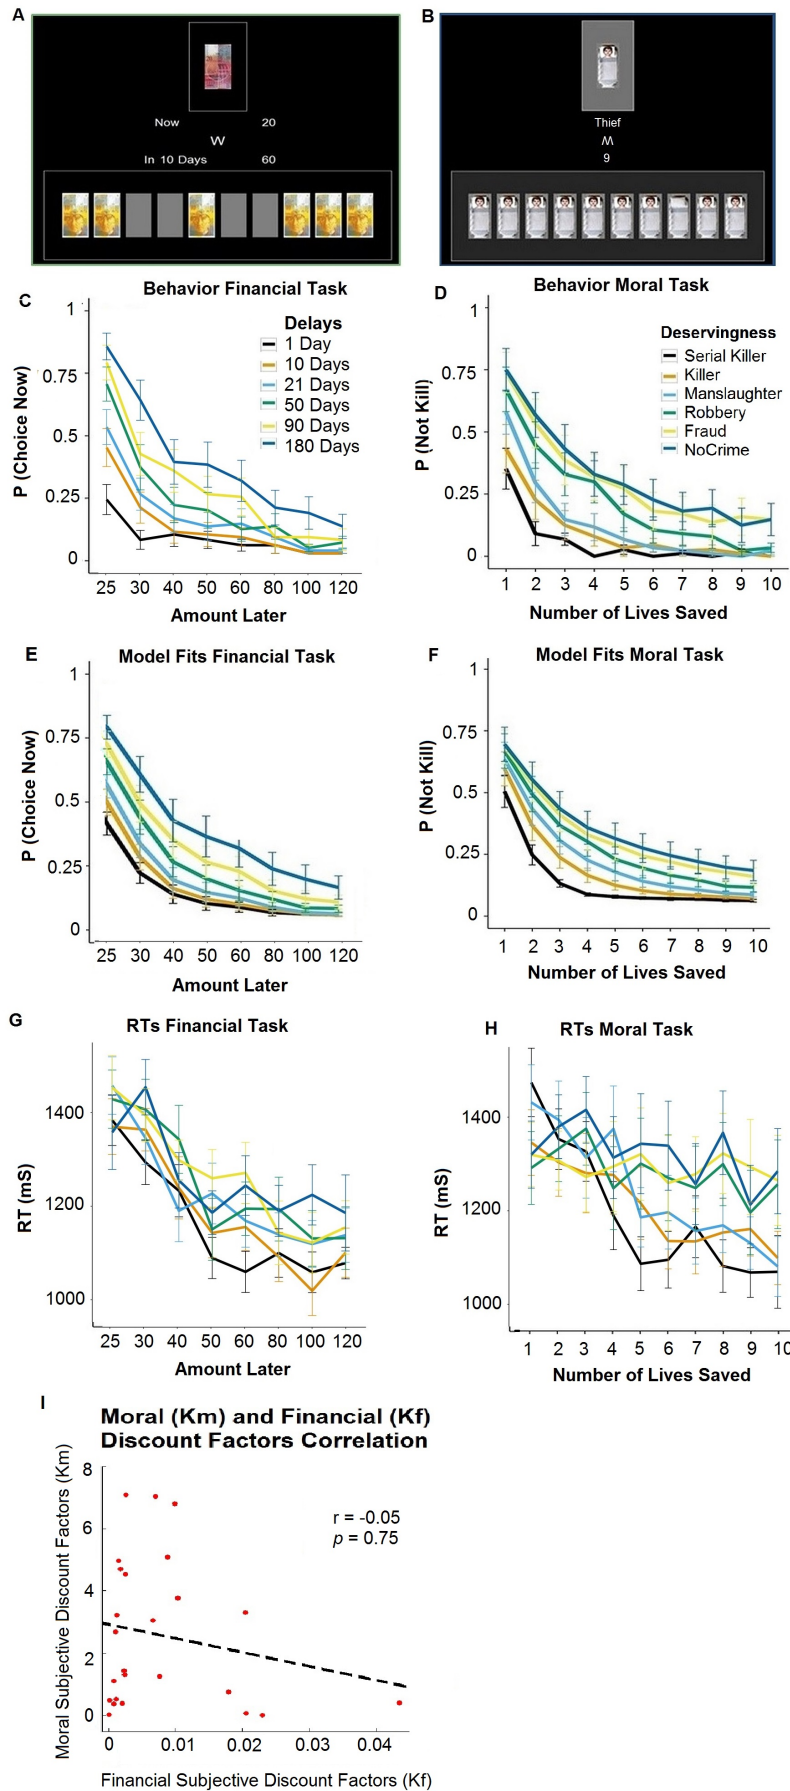 A
Now 20
W
In 10 Days 60
B
Thief
M
9
C
Behavior Financial Task
1
0.75
0.5
0.25
0
P (Choice Now)
Delays
1 Day
10 Days
21 Days
50 Days
90 Days
180 Days
25 30 40 50 60 80 100 120
Amount Later
D
Behavior Moral Task
1
0.75
0.5
0.25
0
P (Not Kill)
Deservingness
Serial Killer
Killer
Manslaughter
Robbery
Fraud
NoCrime
1 2 3 4 5 6 7 8 9 10
Number of Lives Saved
E
Model Fits Financial Task
1
0.75
0.5
0.25
0
P (Choice Now)
25 30 40 50 60 80 100 120
Amount Later
F
Model Fits Moral Task
1
0.75
0.5
0.25
0
P (Not Kill)
1 2 3 4 5 6 7 8 9 10
Number of Lives Saved
G
RTs Financial Task
1400
1200
1000
RT (mS)
25 30 40 50 60 80 100 120
Amount Later
H
RTs Moral Task
1400
1200
1000
RT (mS)
1 2 3 4 5 6 7 8 9 10
Number of Lives Saved
I
Moral (Km) and Financial (Kf)
Discount Factors Correlation
8
6
4
2
0
Moral Subjective Discount Factors (Km)
r = -0.05
p = 0.75
0 0.01 0.02 0.03 0.04
Financial Subjective Discount Factors (Kf)